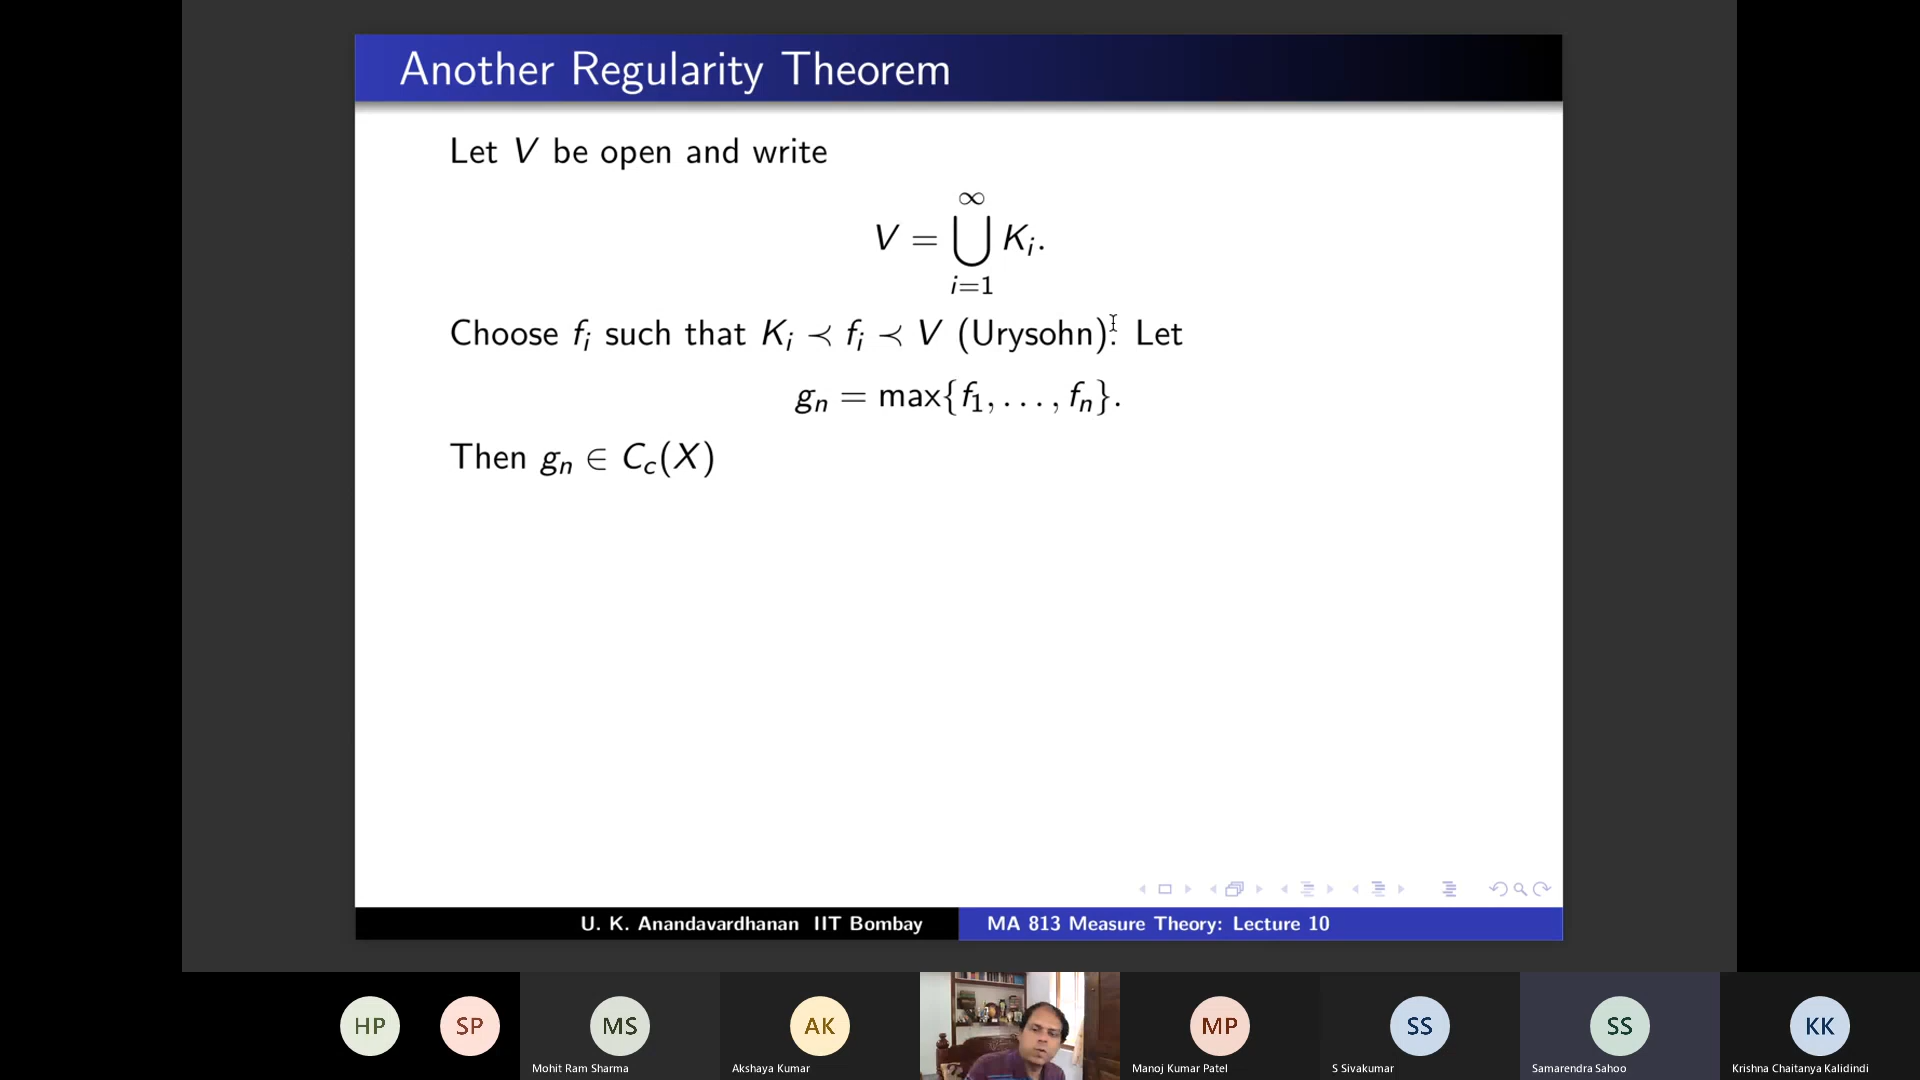 Another Regularity Theorem
Let V be open and write
V = ⋃_{i=1}^{∞} K_i.
Choose f_i such that K_i ≺ f_i ≺ V (Urysohn). Let
g_n = max{f_1, . . . , f_n}.
Then g_n ∈ C_c(X)
U. K. Anandavardhanan IIT Bombay
MA 813 Measure Theory: Lecture 10
HP
SP
MS
AK
MP
SS
SS
KK
Mohit Ram Sharma
Akshaya Kumar
Manoj Kumar Patel
S Sivakumar
Samarendra Sahoo
Krishna Chaitanya Kalidindi